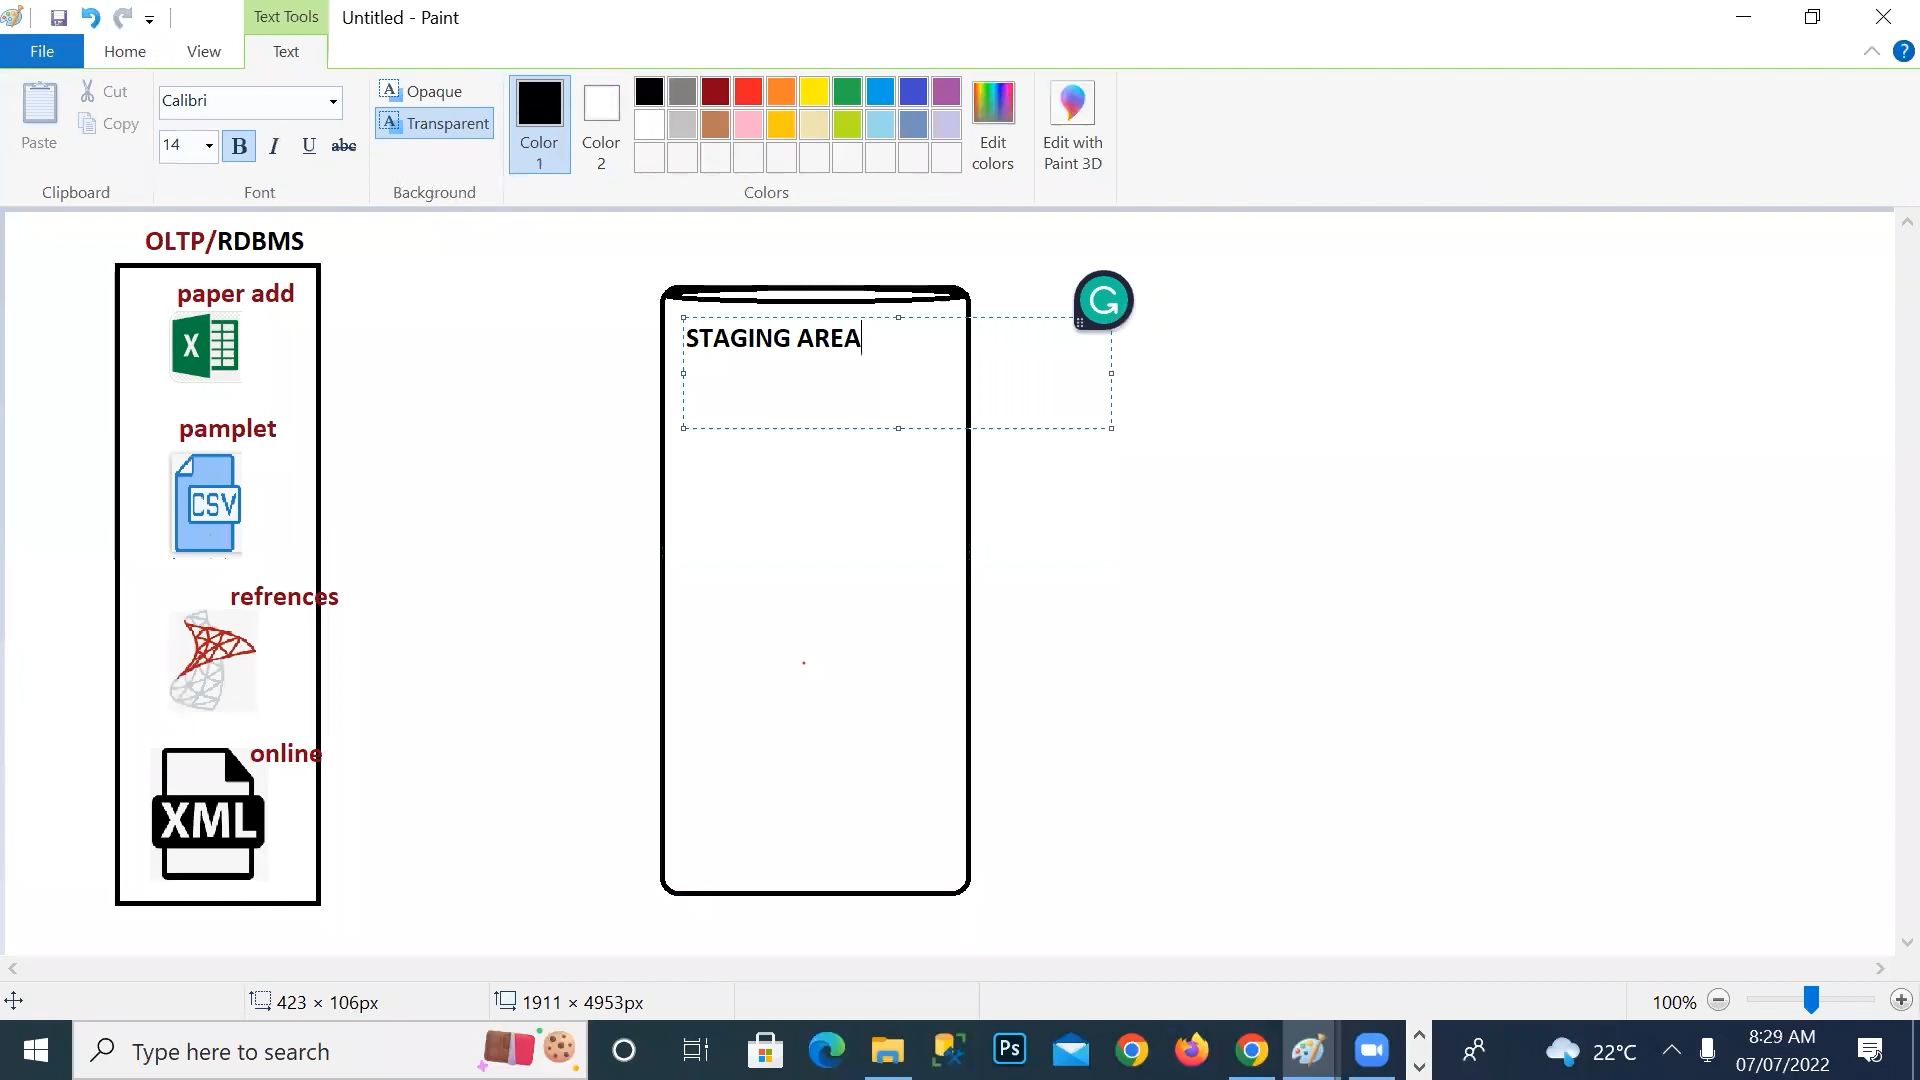 Text Tools
Untitled - Paint
File
Home
View
Text
?
Paste
Cut
Copy
Clipboard
Calibri
14
B
I
U
abc
Font
A Opaque
A Transparent
Background
Color 1
Color 2
Edit colors
Colors
Edit with Paint 3D
OLTP/RDBMS
paper add
X
pamplet
CSV
refrences
online
XML
STAGING AREA
G
423 × 106px
1911 × 4953px
100%
Type here to search
Ps
22°C
8:29 AM
07/07/2022